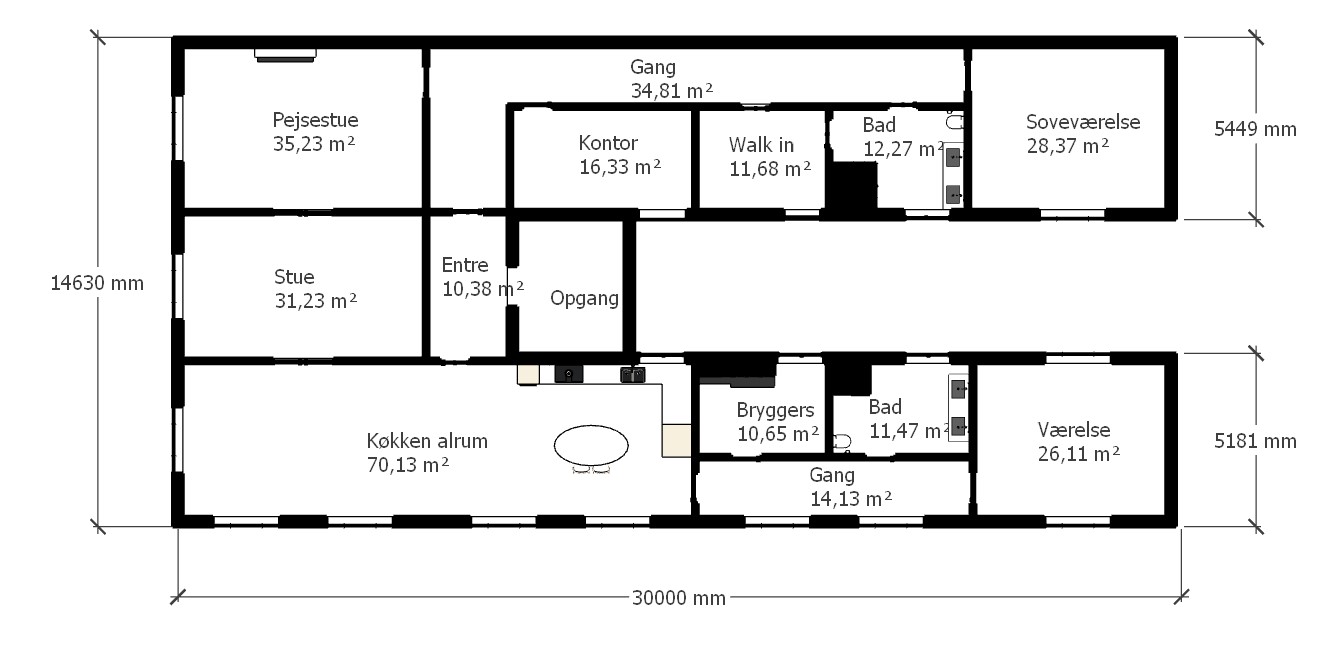 Gang
34,81 m²
Pejsestue
35,23 m²
Kontor
16,33 m²
Walk in
11,68 m²
Bad
12,27 m²
Soveværelse
28,37 m²
5449 mm
14630 mm
Stue
31,23 m²
Entre
10,38 m²
Opgang
Køkken alrum
70,13 m²
Bryggers
10,65 m²
Bad
11,47 m²
Værelse
26,11 m²
5181 mm
Gang
14,13 m²
30000 mm